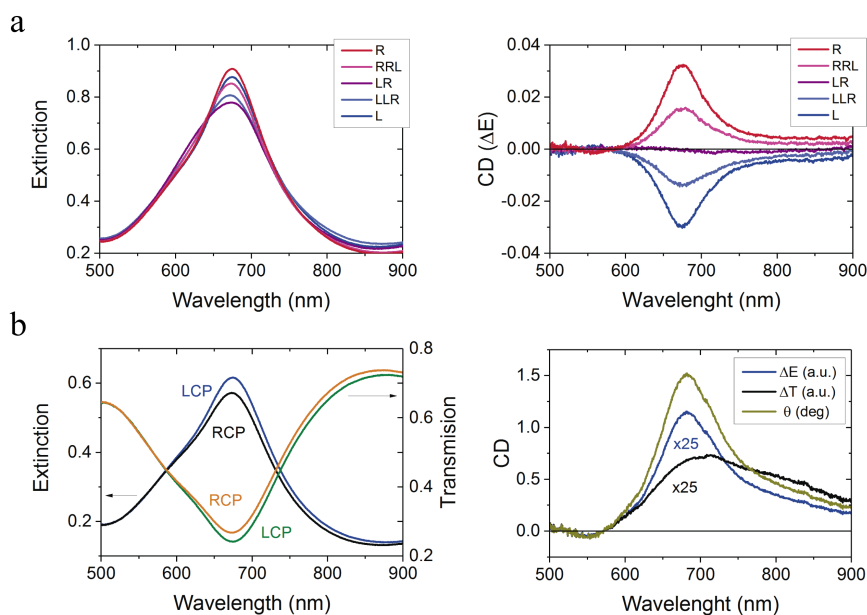 a
1.0
0.8
0.6
0.4
0.2
Extinction
500 600 700 800 900
Wavelength (nm)
R
RRL
LR
LLR
L
0.04
0.02
0.00
-0.02
-0.04
CD (ΔE)
500 600 700 800 900
Wavelenght (nm)
R
RRL
LR
LLR
L
b
0.6
0.4
0.2
Extinction
LCP
RCP
RCP
LCP
0.8
0.6
0.4
0.2
Transmision
500 600 700 800 900
Wavelength (nm)
1.5
1.0
0.5
0.0
CD
ΔE (a.u.)
ΔT (a.u.)
θ (deg)
x25
x25
500 600 700 800 900
Wavelenght (nm)